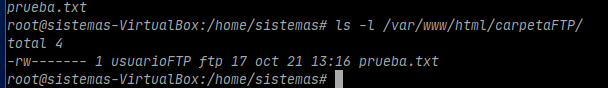 prueba.txt
root@sistemas-VirtualBox:/home/sistemas# ls -l /var/www/html/carpetaFTP/
total 4
-rw------- 1 usuarioFTP ftp 17 oct 21 13:16 prueba.txt
root@sistemas-VirtualBox:/home/sistemas#